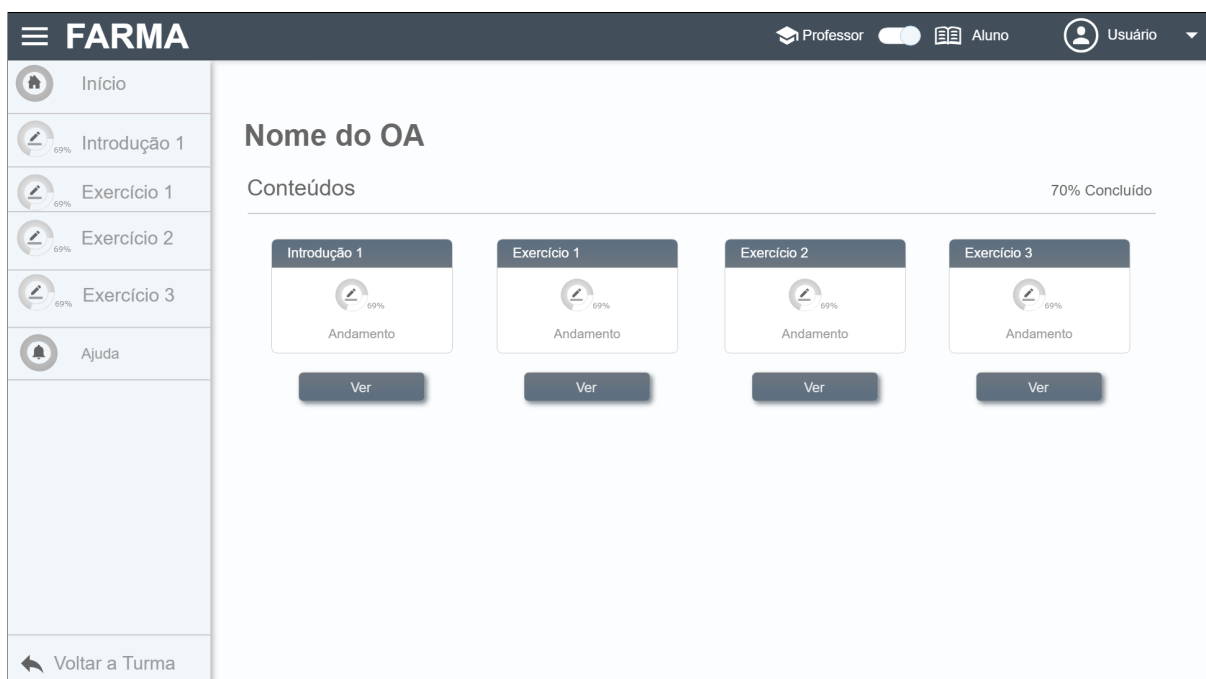 FARMA
Professor
Aluno
Usuário
Início
69% Introdução 1
69% Exercício 1
69% Exercício 2
69% Exercício 3
Ajuda
Voltar a Turma
Nome do OA
Conteúdos
70% Concluído
Introdução 1
69%
Andamento
Ver
Exercício 1
69%
Andamento
Ver
Exercício 2
69%
Andamento
Ver
Exercício 3
69%
Andamento
Ver